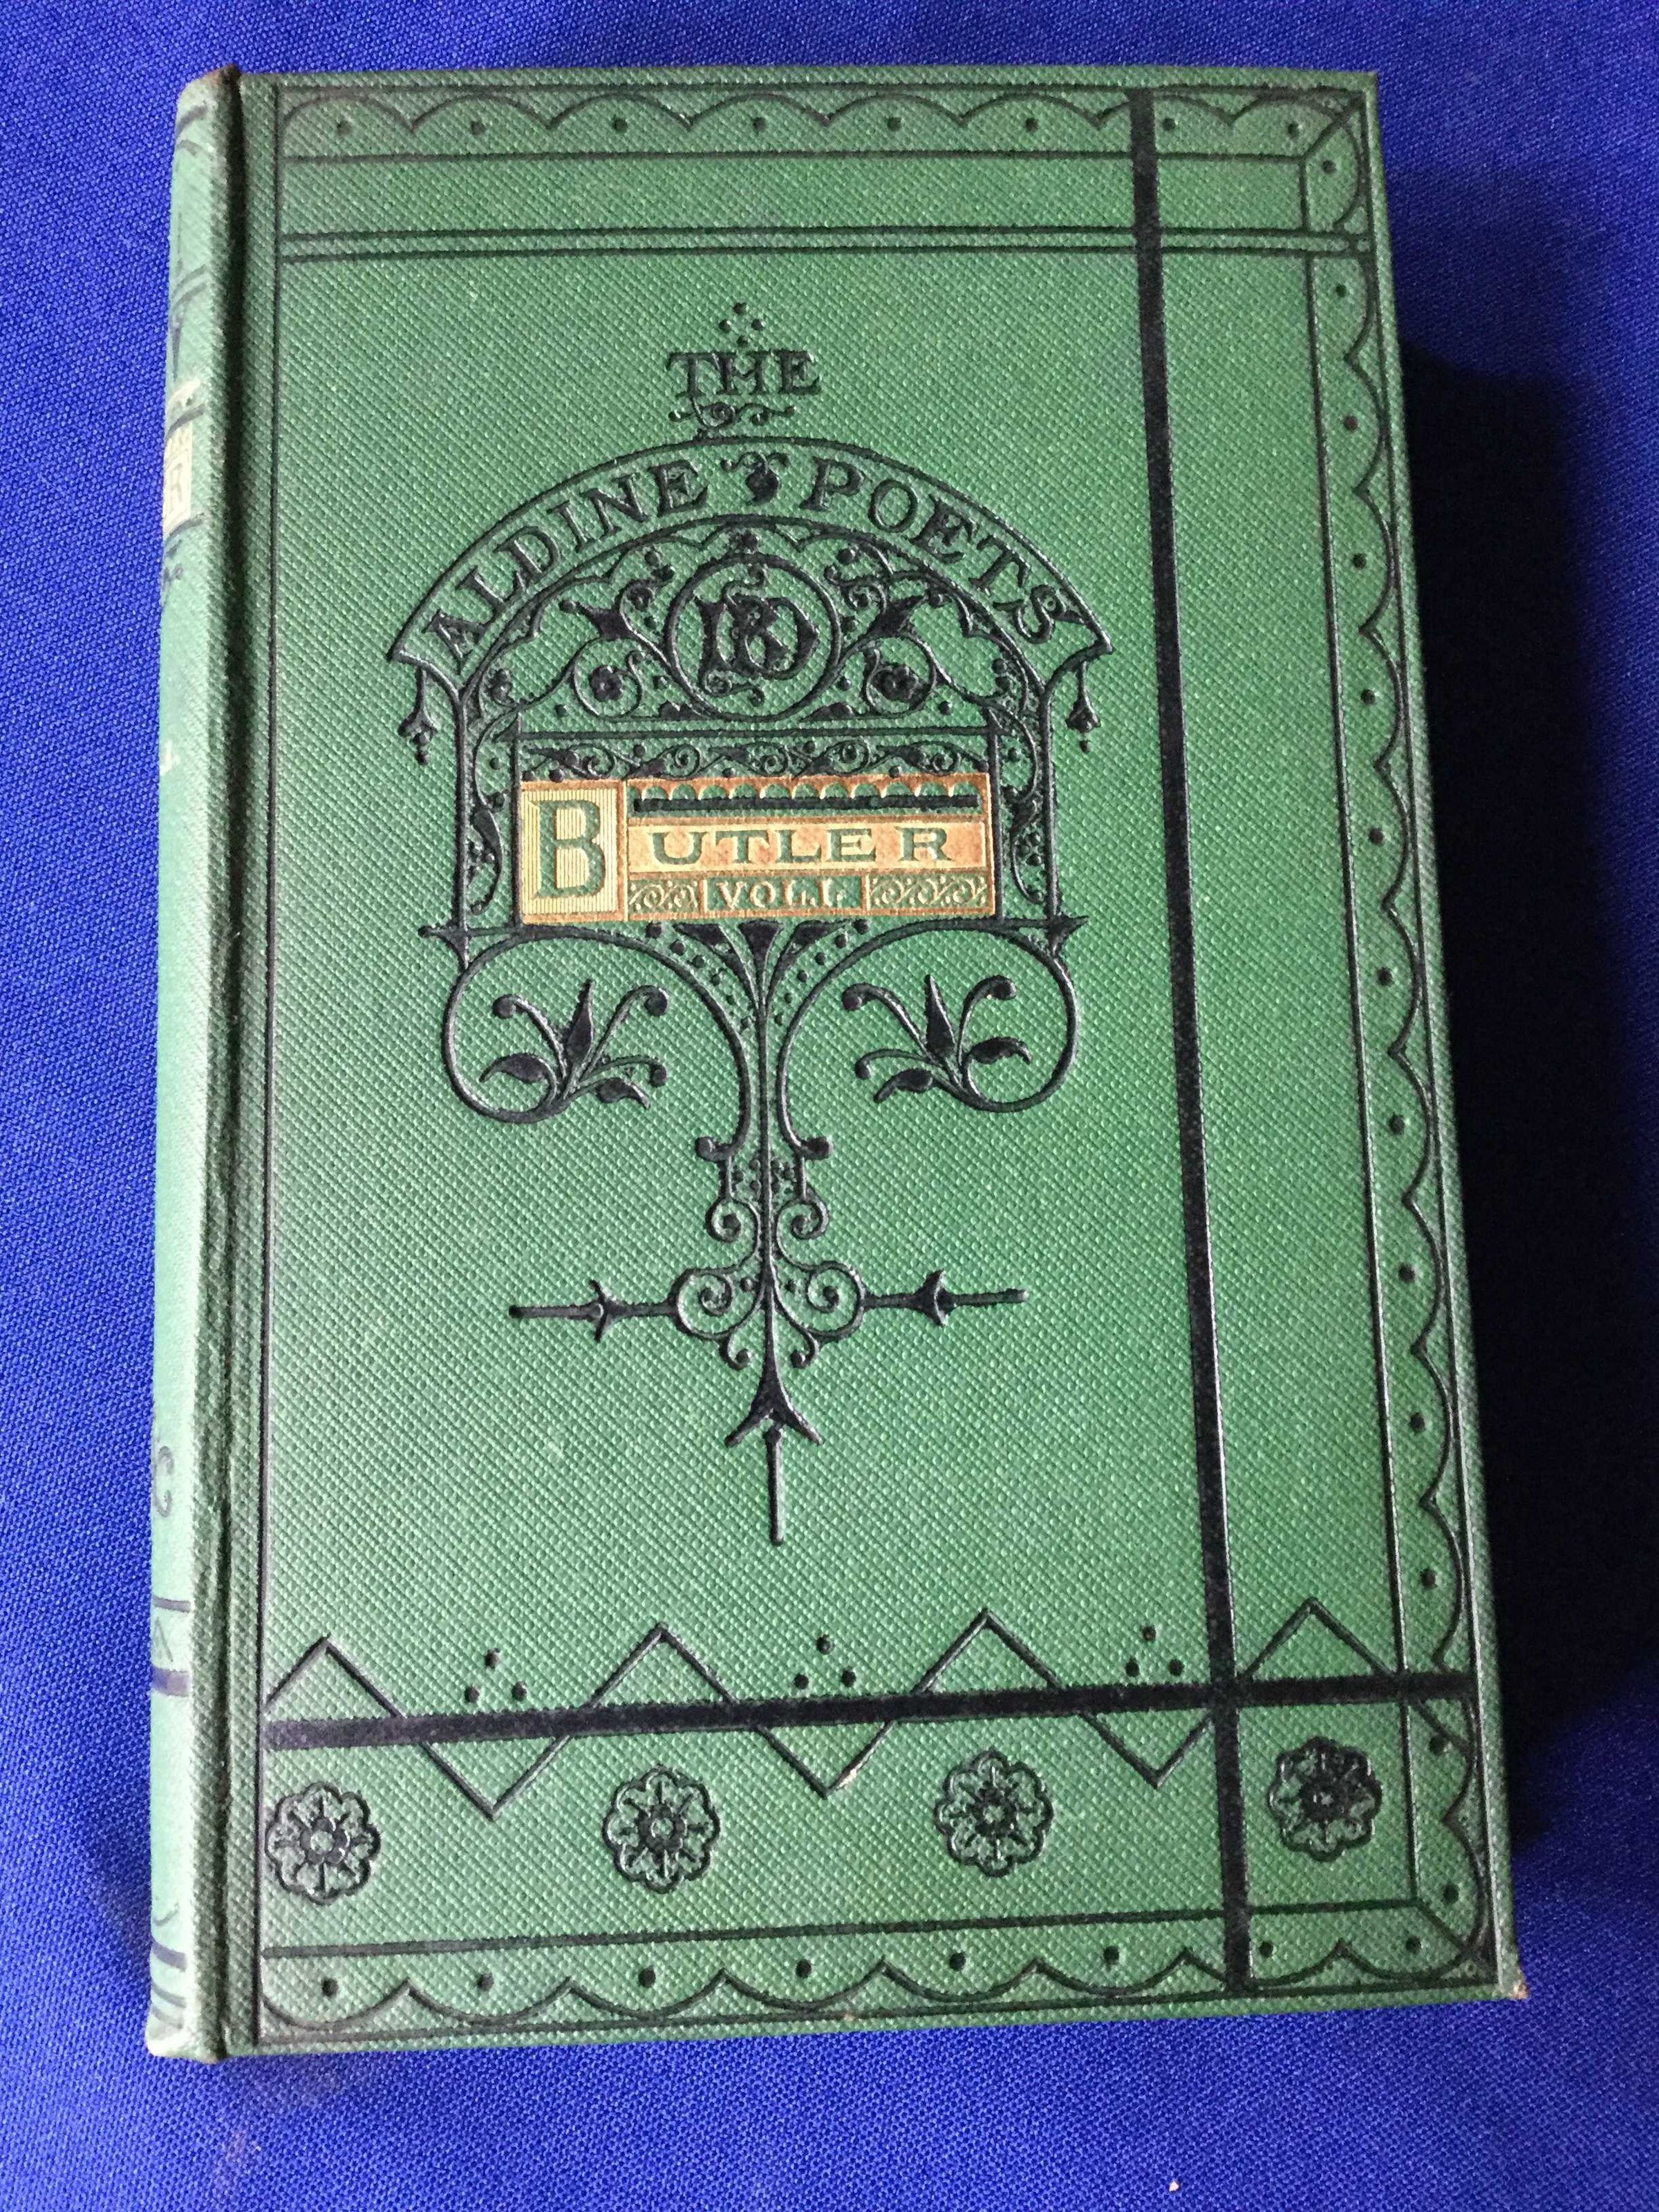 THE
ALDINE POETS
BUTLER
VOL. I.